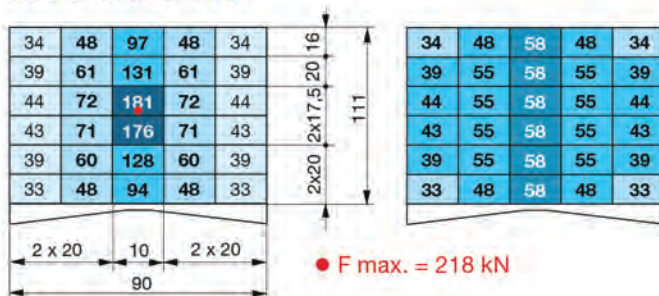 34 48 97 48 34
39 61 131 61 39
44 72 181 72 44
43 71 176 71 43
39 60 128 60 39
33 48 94 48 33
16
20
2x17,5
2x20
111
2 x 20 10 2 x 20
90
34 48 58 48 34
39 55 58 55 39
44 55 58 55 44
43 55 58 55 43
39 55 58 55 39
33 48 58 48 33
F max. = 218 kN